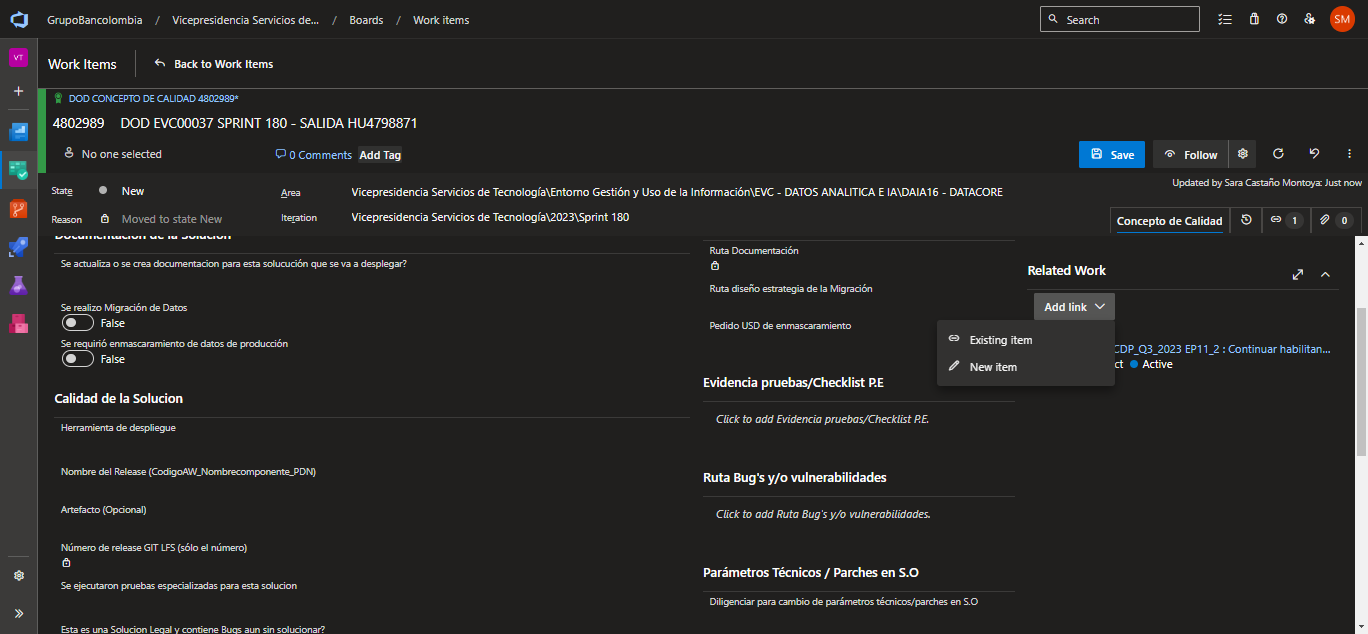 GrupoBancolombia / Vicepresidencia Servicios de... / Boards / Work items
Search
SM
VT
Work Items
Back to Work Items
DOD CONCEPTO DE CALIDAD 4802989*
4802989 DOD EVC00037 SPRINT 180 - SALIDA HU4798871
No one selected
0 Comments
Add Tag
Save
Follow
State
New
Area
Vicepresidencia Servicios de Tecnología\Entorno Gestión y Uso de la Información\EVC - DATOS ANALITICA E IA\DAIA16 - DATACORE
Updated by Sara Castaño Montoya: Just now
Reason
Moved to state New
Iteration
Vicepresidencia Servicios de Tecnología\2023\Sprint 180
Concepto de Calidad
1
0
Documentación de la Solución
Se actualiza o se crea documentacion para esta solucución que se va a desplegar?
Se realizo Migración de Datos
False
Se requirió enmascaramiento de datos de producción
False
Calidad de la Solucion
Herramienta de despliegue
Nombre del Release (CodigoAW_Nombrecomponente_PDN)
Artefacto (Opcional)
Número de release GIT LFS (sólo el número)
Se ejecutaron pruebas especializadas para esta solucion
Esta es una Solucion Legal y contiene Bugs aun sin solucionar?
Ruta Documentación
Ruta diseño estrategia de la Migración
Pedido USD de enmascaramiento
Evidencia pruebas/Checklist P.E
Click to add Evidencia pruebas/Checklist P.E.
Ruta Bug's y/o vulnerabilidades
Click to add Ruta Bug's y/o vulnerabilidades.
Parámetros Técnicos / Parches en S.O
Diligenciar para cambio de parámetros técnicos/parches en S.O
Related Work
Add link
Existing item
New item
CDP_Q3_2023 EP11_2 : Continuar habilitan...
ct
Active